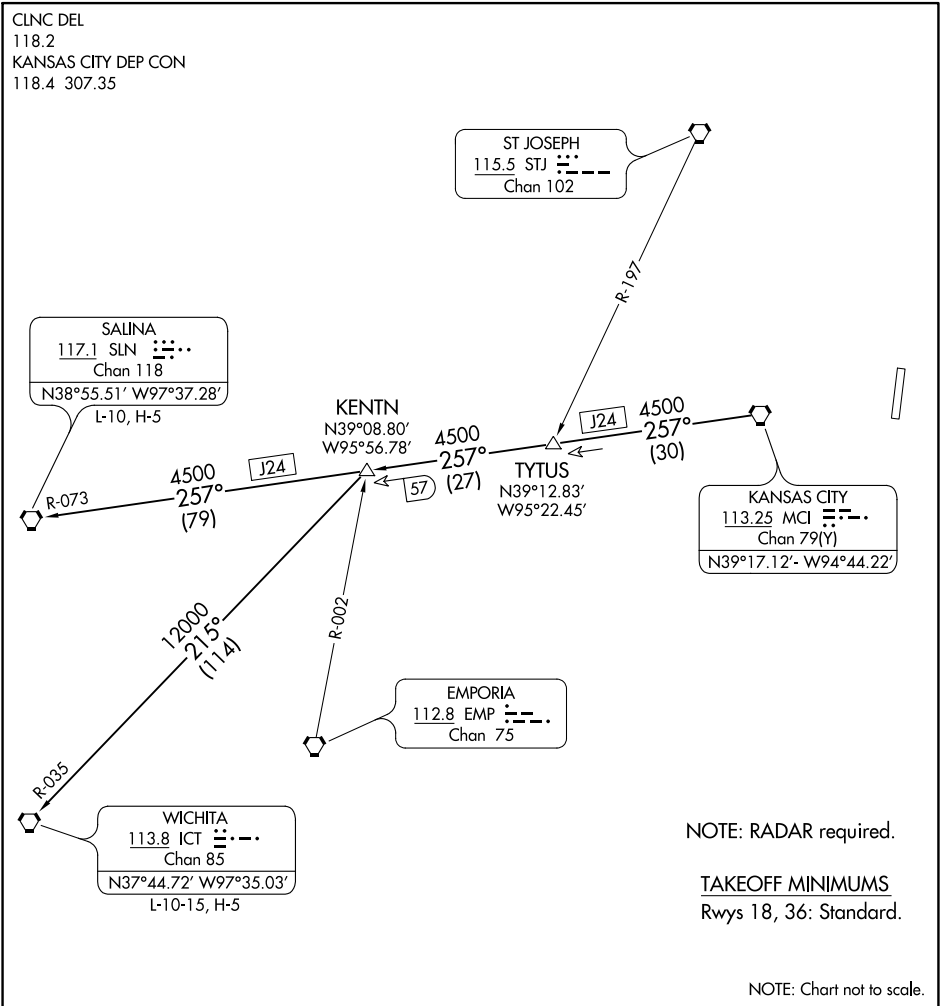 CLNC DEL
118.2
KANSAS CITY DEP CON
118.4 307.35
ST JOSEPH
115.5 STJ
Chan 102
R-197
SALINA
117.1 SLN
Chan 118
N38°55.51' W97°37.28'
L-10, H-5
KENTN
N39°08.80'
W95°56.78'
4500
J24
257°
(30)
4500
257°
(27)
TYTUS
N39°12.83'
W95°22.45'
57
4500
J24
257°
(79)
R-073
KANSAS CITY
113.25 MCI
Chan 79(Y)
N39°17.12'- W94°44.22'
12000
215°
(114)
R-002
R-035
EMPORIA
112.8 EMP
Chan 75
WICHITA
113.8 ICT
Chan 85
N37°44.72' W97°35.03'
L-10-15, H-5
NOTE: RADAR required.
TAKEOFF MINIMUMS
Rwys 18, 36: Standard.
NOTE: Chart not to scale.